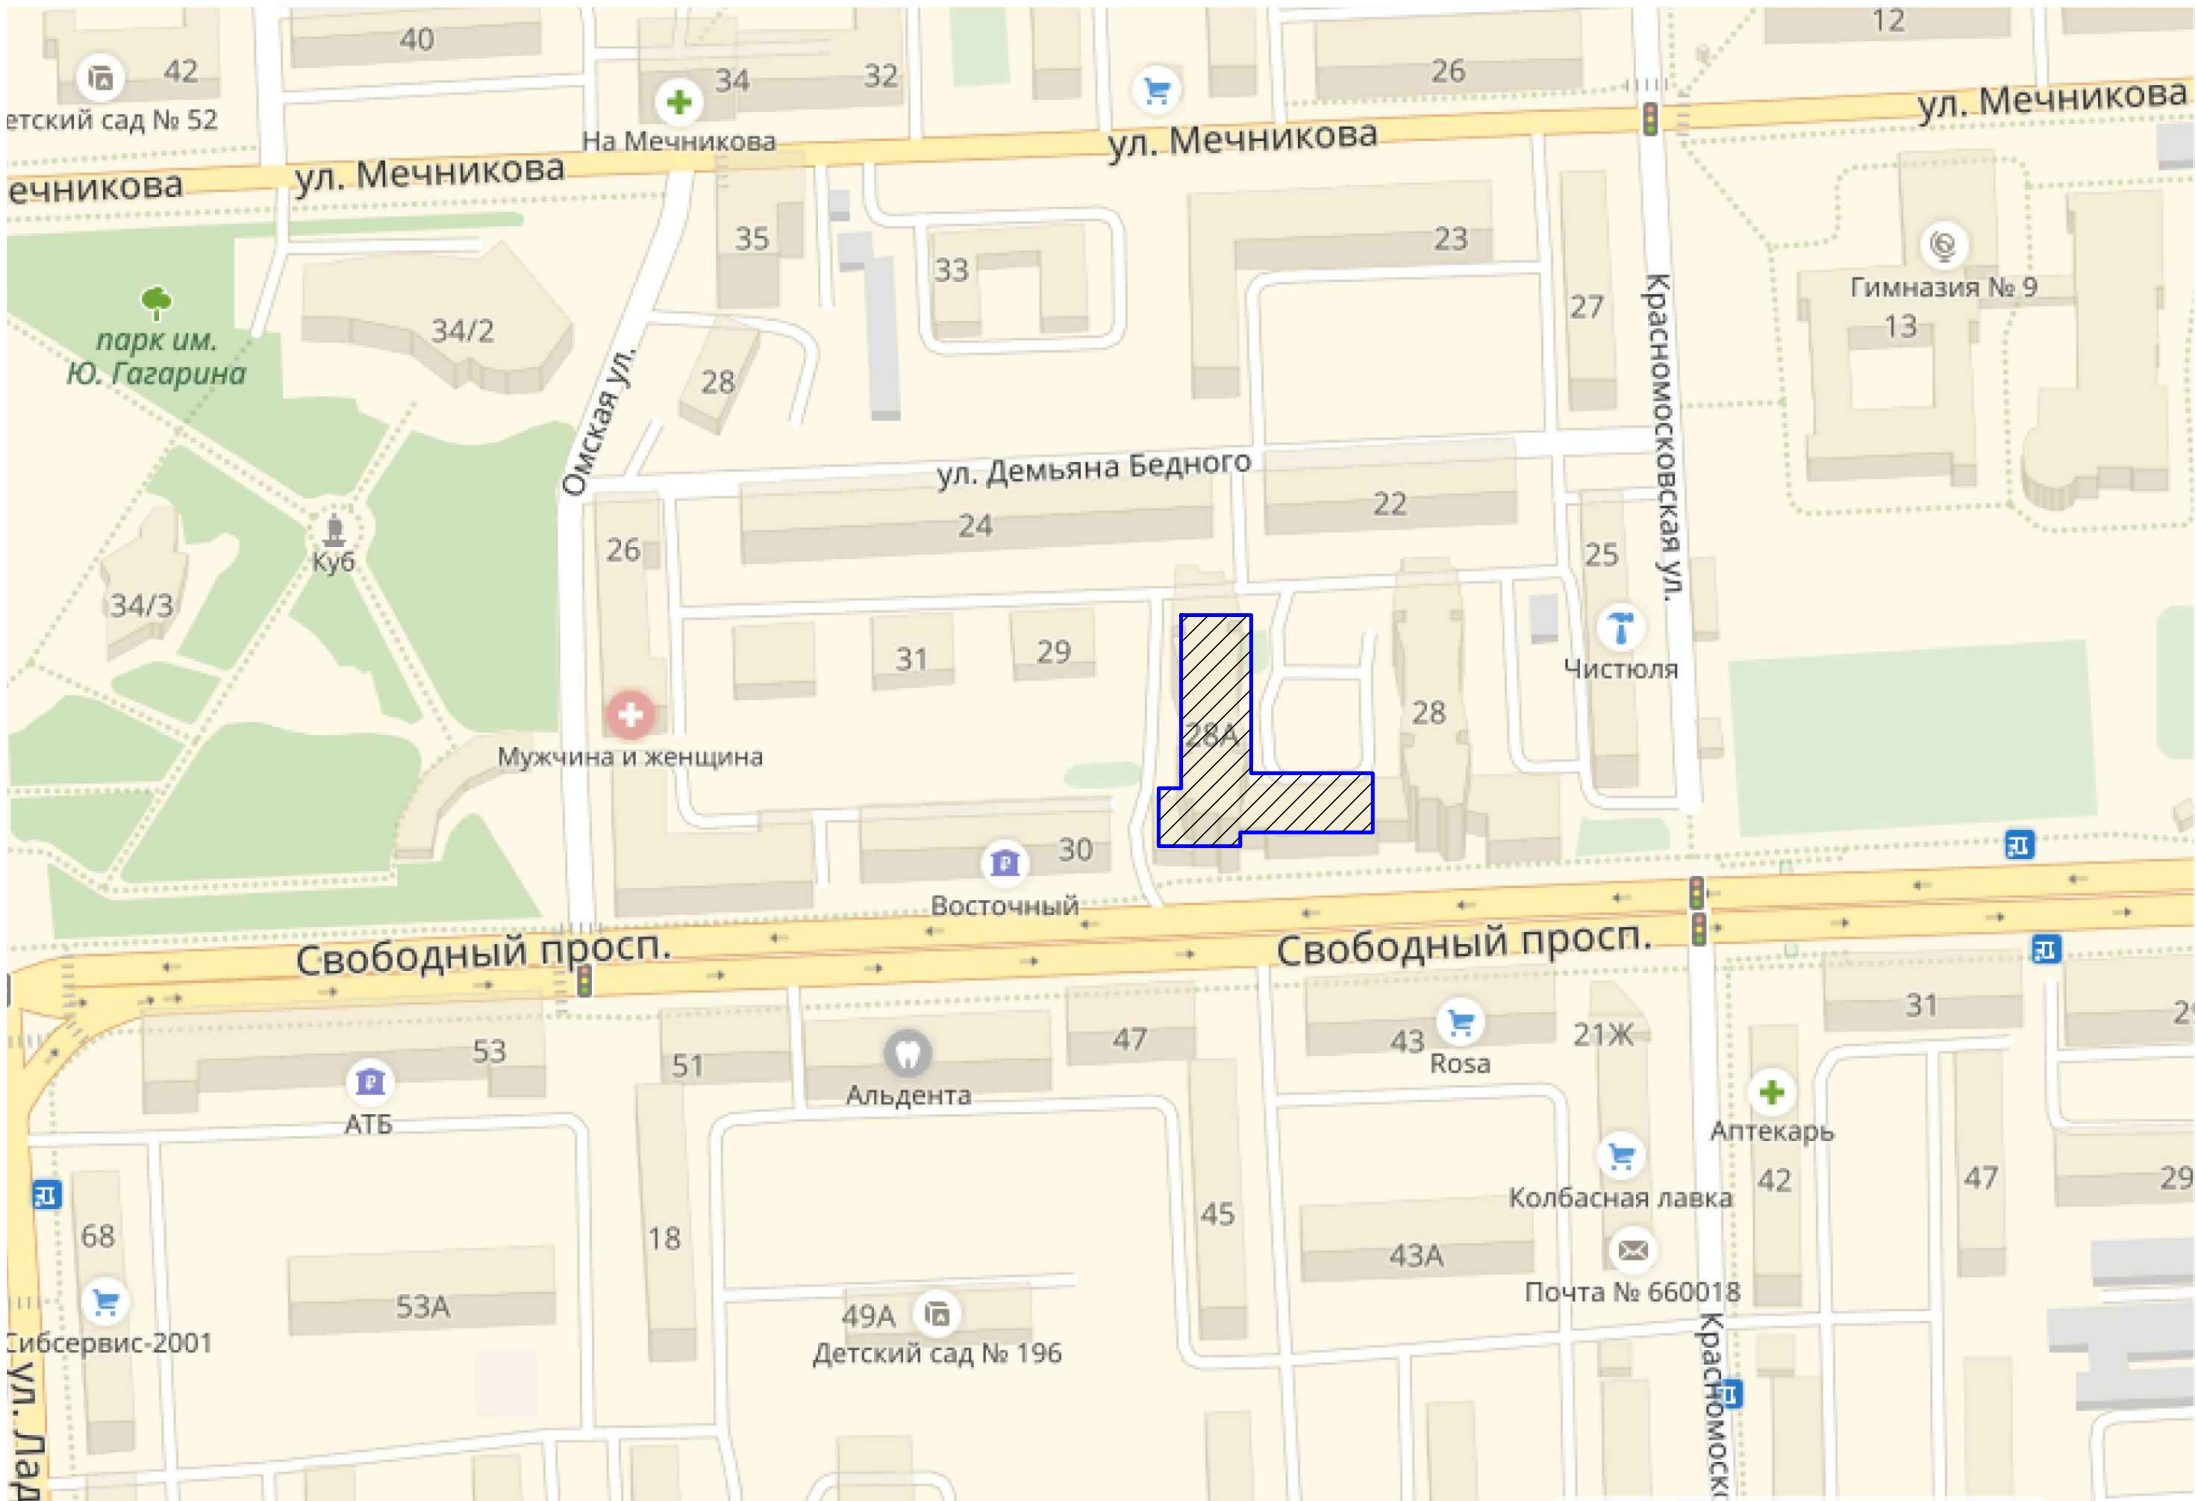 40
12
42
34
32
26
етский сад № 52
На Мечникова
ул. Мечникова
ул. Мечникова
ул. Мечникова
ечникова
35
33
23
27
Гимназия № 9
13
34/2
парк им.
Ю. Гагарина
28
Омская ул.
Красномосковская ул.
ул. Демьяна Бедного
24
22
26
25
Куб
34/3
31
29
Чистюля
28А
28
Мужчина и женщина
30
Восточный
Свободный просп.
Свободный просп.
53
51
47
43
21Ж
31
29
Rosa
АТБ
Альдента
Аптекарь
68
18
45
Колбасная лавка
42
47
29
53А
49А
43А
Почта № 660018
Сибсервис-2001
Детский сад № 196
ул. Лад
Красномоско